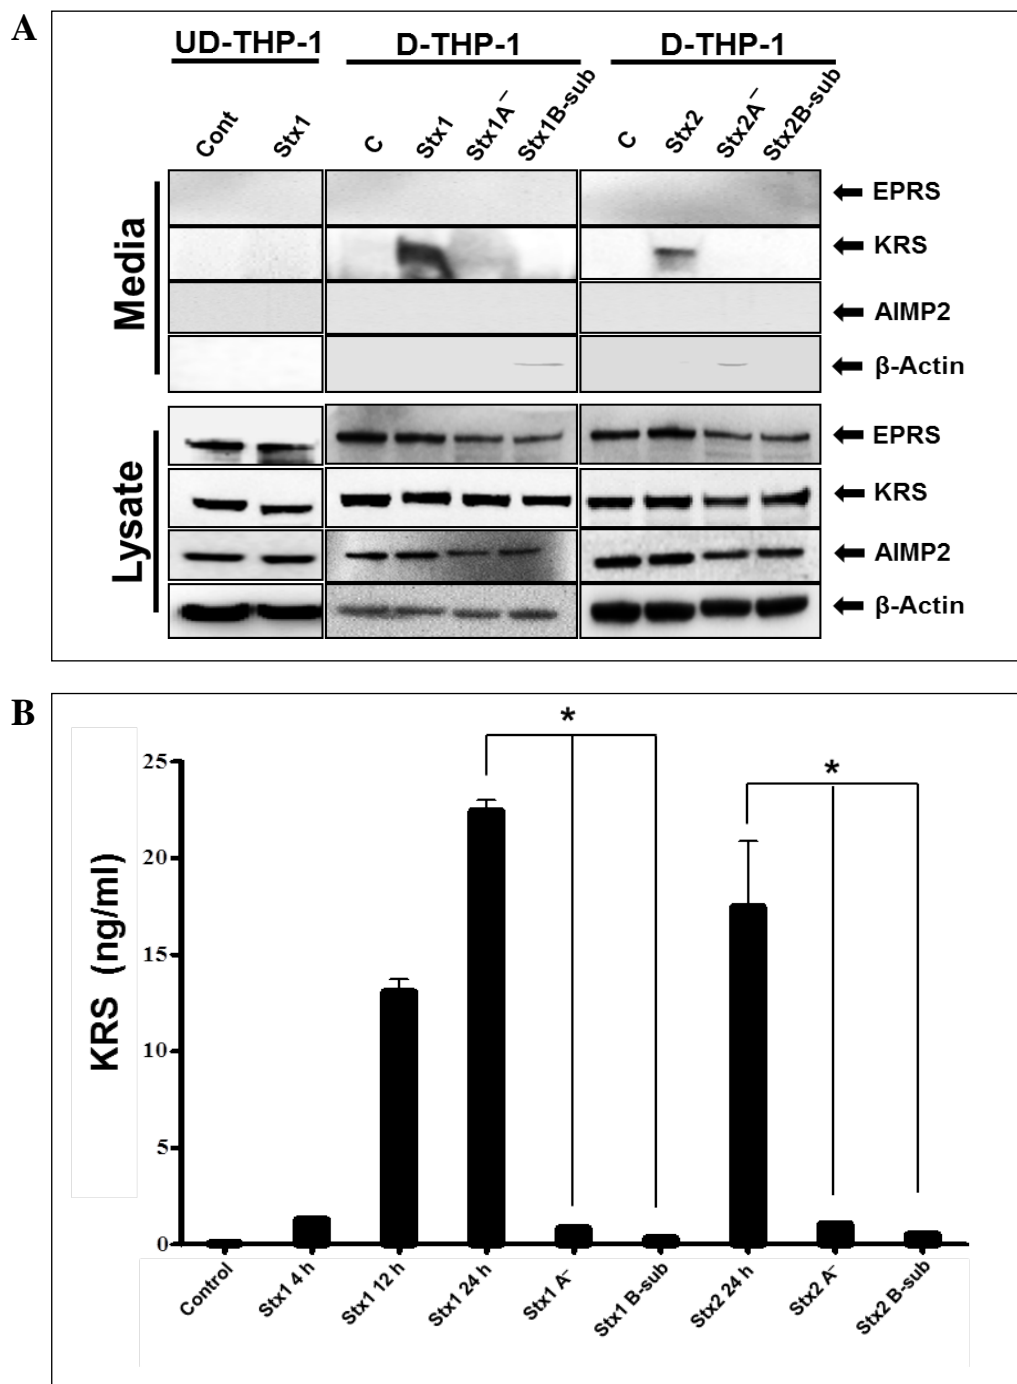 A
UD-THP-1 D-THP-1 D-THP-1
Cont Stx1 C Stx1 Stx1A⁻ Stx1B-sub C Stx2 Stx2A⁻ Stx2B-sub
Media
EPRS
KRS
AIMP2
β-Actin
Lysate
EPRS
KRS
AIMP2
β-Actin
B
* *
KRS (ng/ml)
25
20
15
10
5
0
Control Stx1 4 h Stx1 12 h Stx1 24 h Stx1 A⁻ Stx1 B-sub Stx2 24 h Stx2 A⁻ Stx2 B-sub